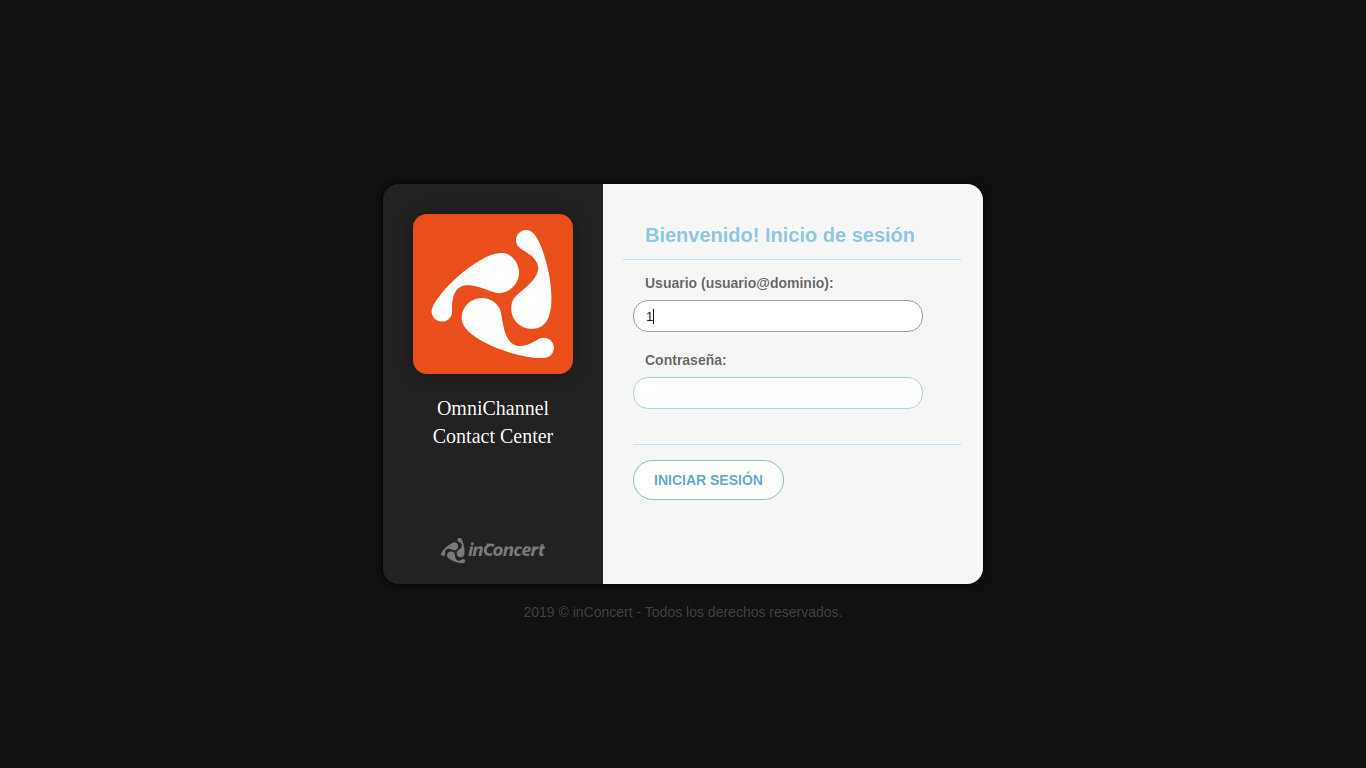 Bienvenido! Inicio de sesión
Usuario (usuario@dominio):
1
Contraseña:
INICIAR SESIÓN
OmniChannel
Contact Center
inConcert
2019 © inConcert - Todos los derechos reservados.